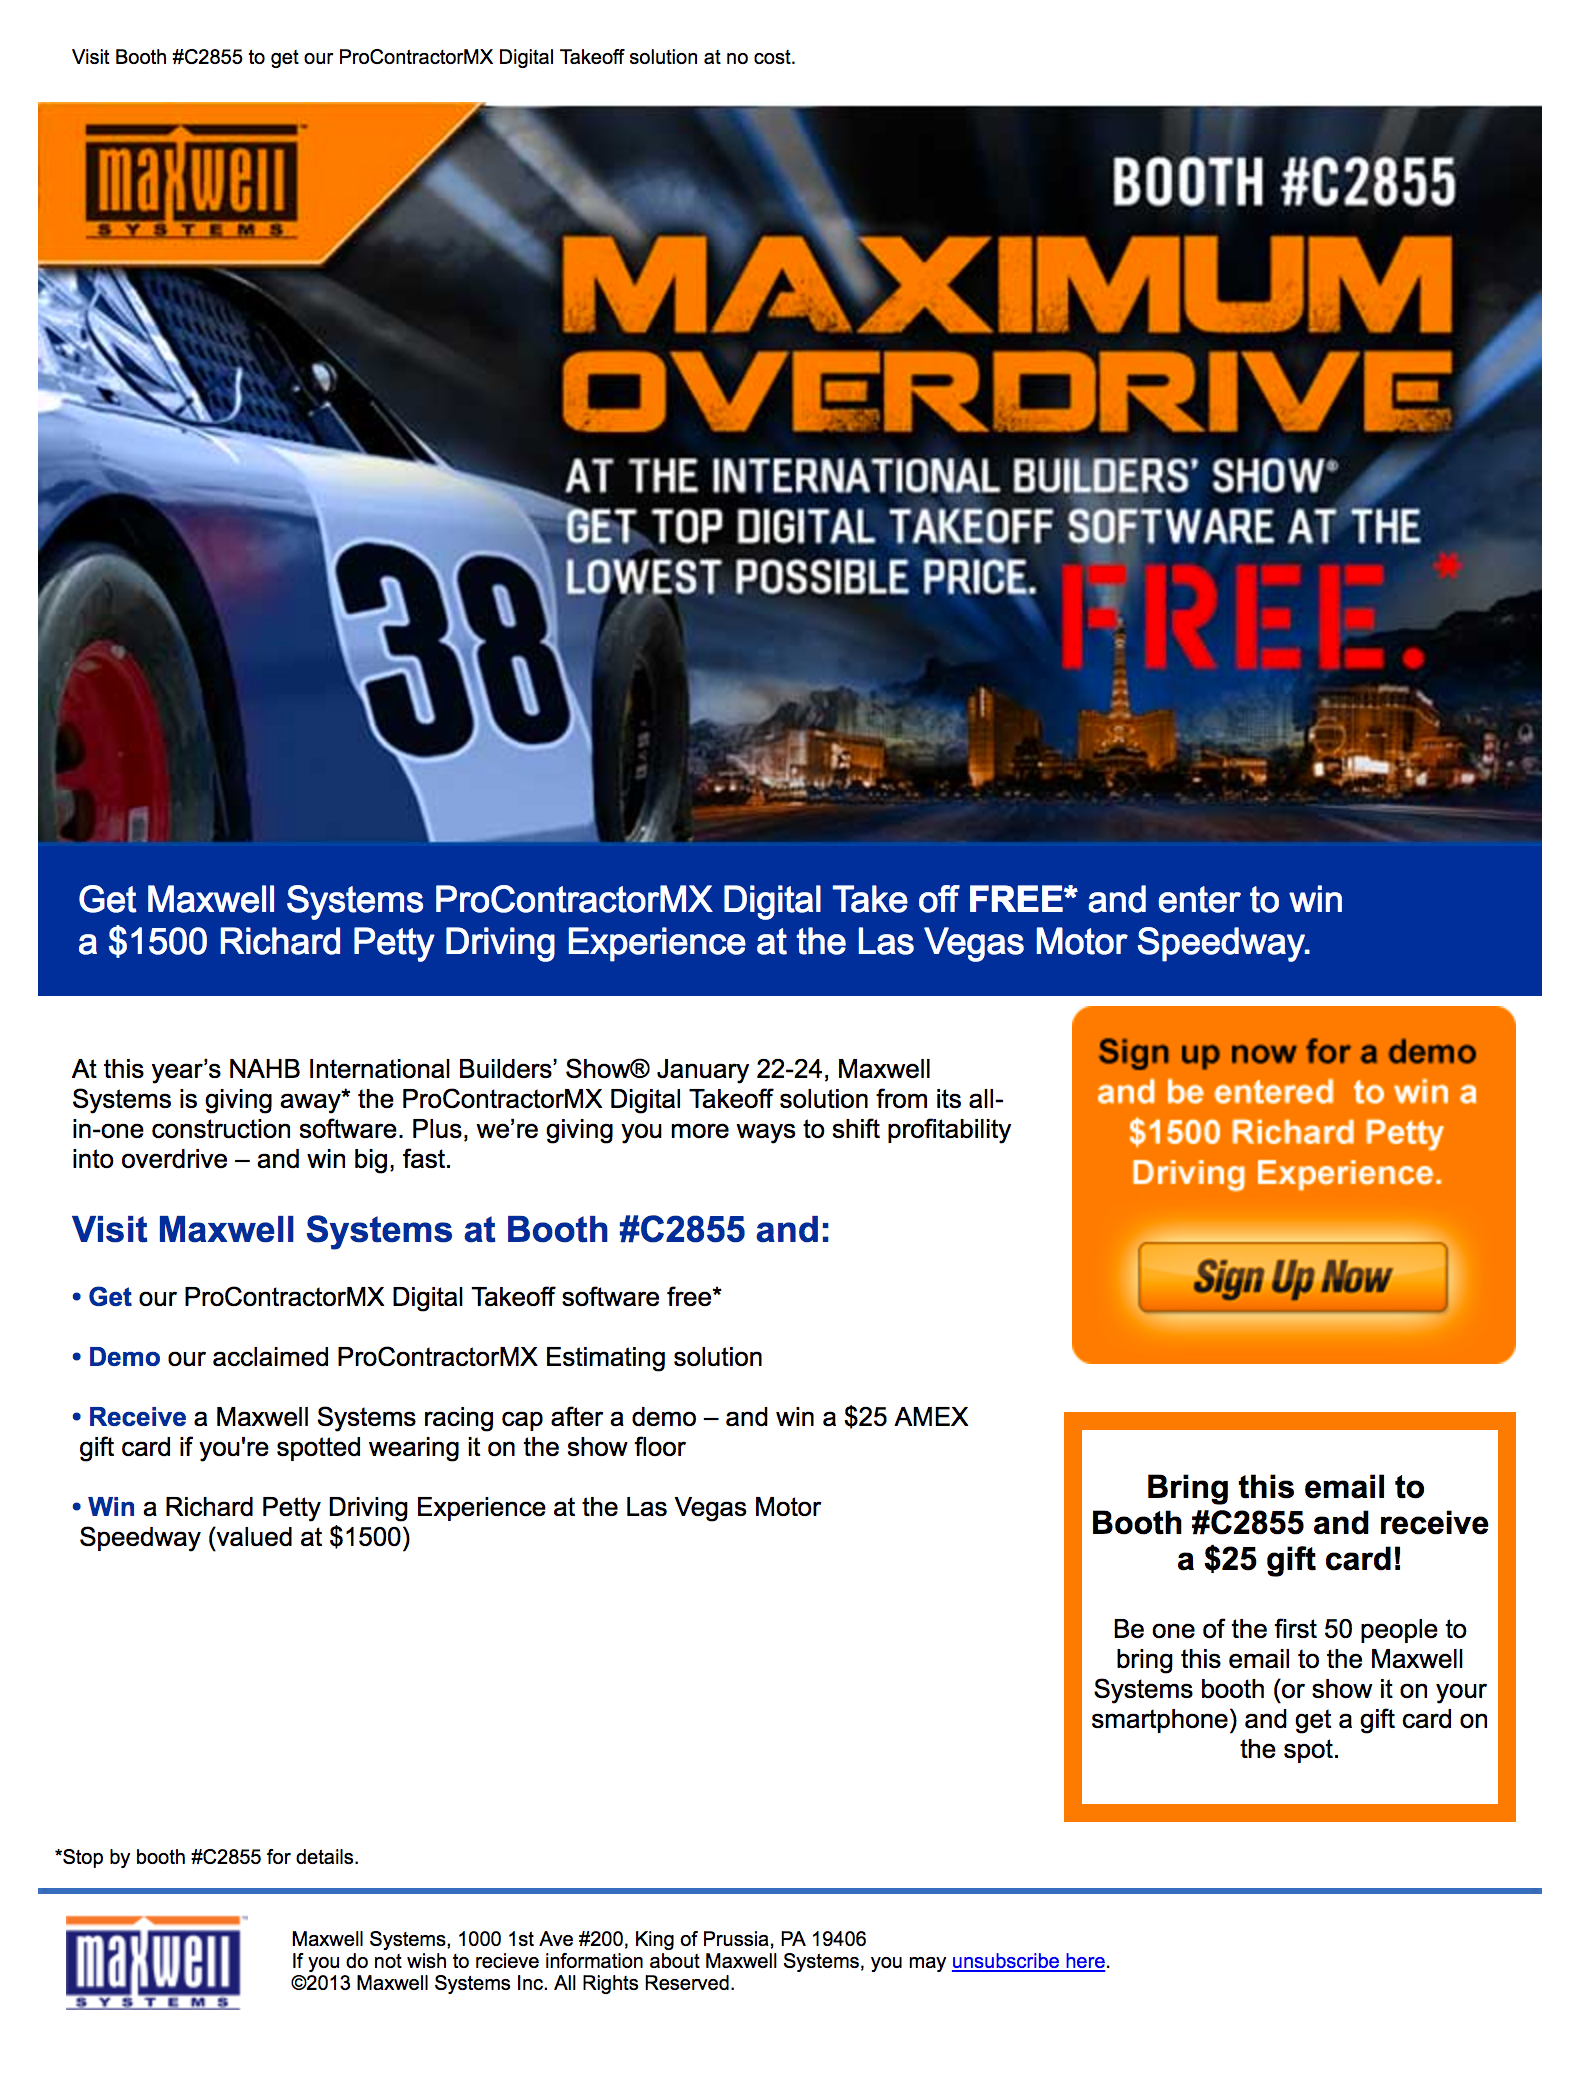 Visit Booth #C2855 to get our ProContractorMX Digital Takeoff solution at no cost.
maxwell™
SYSTEMS
BOOTH #C2855
MAXIMUM
OVERDRIVE
AT THE INTERNATIONAL BUILDERS’ SHOW®
GET TOP DIGITAL TAKEOFF SOFTWARE AT THE
LOWEST POSSIBLE PRICE. FREE.*
38
Get Maxwell Systems ProContractorMX Digital Take off FREE* and enter to win
a $1500 Richard Petty Driving Experience at the Las Vegas Motor Speedway.
At this year’s NAHB International Builders’ Show® January 22-24, Maxwell
Systems is giving away* the ProContractorMX Digital Takeoff solution from its all-
in-one construction software. Plus, we’re giving you more ways to shift profitability
into overdrive – and win big, fast.
Visit Maxwell Systems at Booth #C2855 and:
• Get our ProContractorMX Digital Takeoff software free*
• Demo our acclaimed ProContractorMX Estimating solution
• Receive a Maxwell Systems racing cap after a demo – and win a $25 AMEX
gift card if you're spotted wearing it on the show floor
• Win a Richard Petty Driving Experience at the Las Vegas Motor
Speedway (valued at $1500)
Sign up now for a demo
and be entered to win a
$1500 Richard Petty
Driving Experience.
Sign Up Now
Bring this email to
Booth #C2855 and receive
a $25 gift card!
Be one of the first 50 people to
bring this email to the Maxwell
Systems booth (or show it on your
smartphone) and get a gift card on
the spot.
*Stop by booth #C2855 for details.
maxwell™
SYSTEMS
Maxwell Systems, 1000 1st Ave #200, King of Prussia, PA 19406
If you do not wish to recieve information about Maxwell Systems, you may unsubscribe here.
©2013 Maxwell Systems Inc. All Rights Reserved.